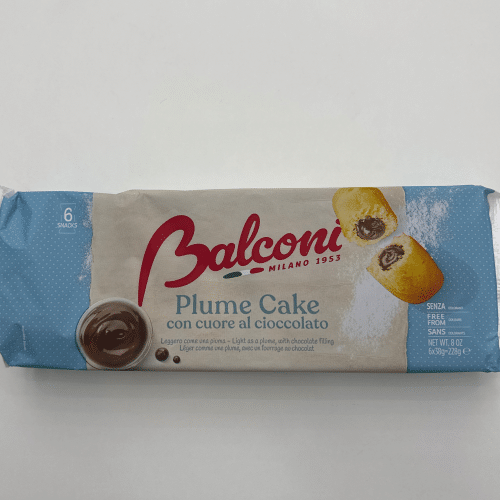 6
SNACKS
Balconi
MILANO 1953
Plume Cake
con cuore al cioccolato
Leggero come una piuma - Light as a plume, with chocolate filling
Léger comme une plume, avec un fourrage au chocolat
SENZA
FREE
FROM
SANS
NET WT. 8 OZ
6x38g=228g ℮